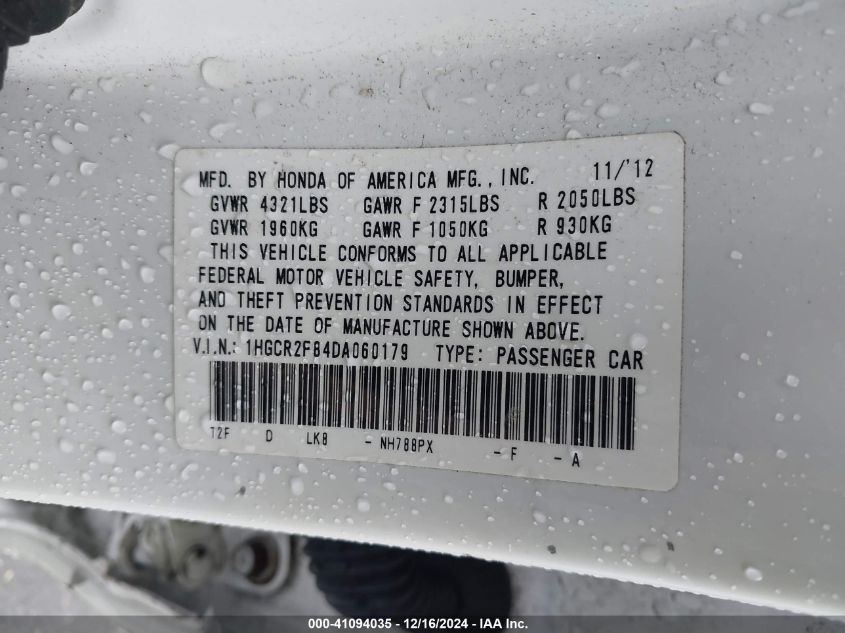 MFD. BY HONDA OF AMERICA MFG., INC. 11/'12
GVWR 4321LBS GAWR F 2315LBS R 2050LBS
GVWR 1960KG GAWR F 1050KG R 930KG
THIS VEHICLE CONFORMS TO ALL APPLICABLE
FEDERAL MOTOR VEHICLE SAFETY, BUMPER,
AND THEFT PREVENTION STANDARDS IN EFFECT
ON THE DATE OF MANUFACTURE SHOWN ABOVE.
V.I.N.: 1HGCR2F84DA060179 TYPE: PASSENGER CAR
T2F D LK8 - NH788PX - F - A
000-41094035 - 12/16/2024 - IAA Inc.